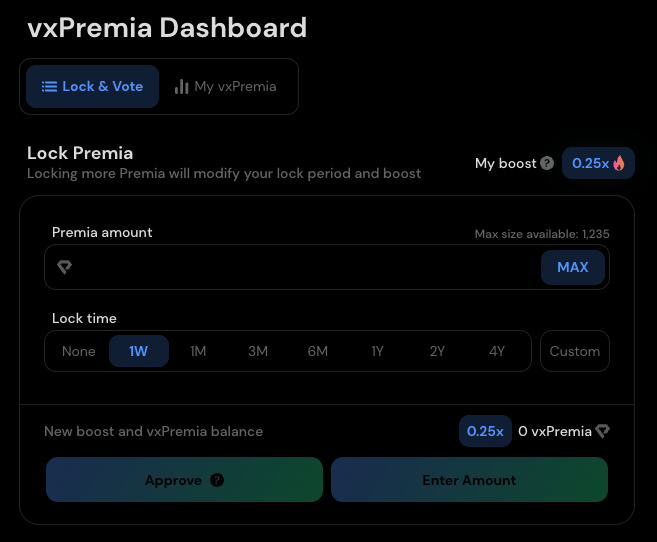 vxPremia Dashboard
Lock & Vote
My vxPremia
Lock Premia
Locking more Premia will modify your lock period and boost
My boost ?
0.25x
Premia amount
Max size available: 1,235
MAX
Lock time
None 1W 1M 3M 6M 1Y 2Y 4Y Custom
New boost and vxPremia balance
0.25x 0 vxPremia
Approve ?
Enter Amount